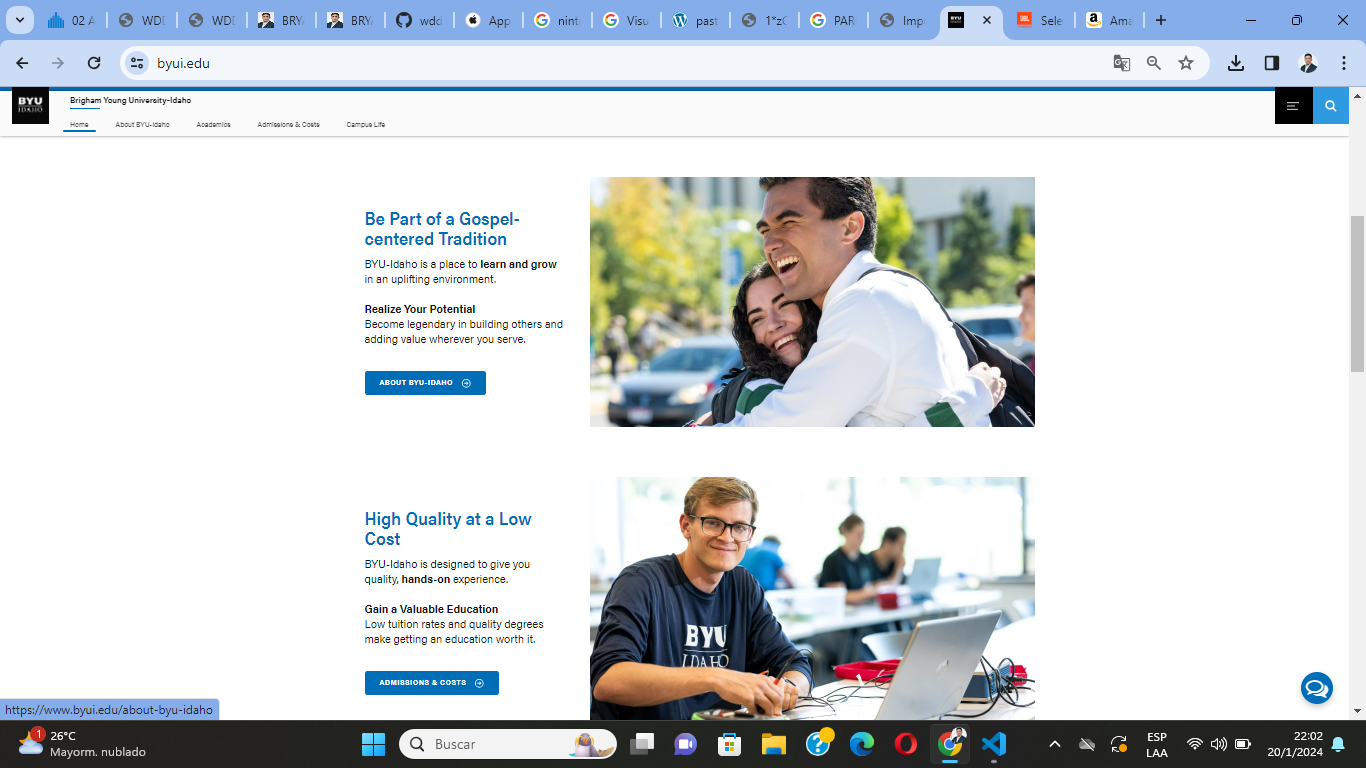 02 A
WDD
WDD
BRYA
BRYA
wdd
App
nint
Visu
past
1*zC
PAR
Imp
Sele
Ama
byui.edu
BYU
IDAHO
Brigham Young University-Idaho
Home About BYU-Idaho Academics Admissions & Costs Campus Life
Be Part of a Gospel-
centered Tradition
BYU-Idaho is a place to learn and grow
in an uplifting environment.
Realize Your Potential
Become legendary in building others and
adding value wherever you serve.
ABOUT BYU-IDAHO
High Quality at a Low
Cost
BYU-Idaho is designed to give you
quality, hands-on experience.
Gain a Valuable Education
Low tuition rates and quality degrees
make getting an education worth it.
ADMISSIONS & COSTS
BYU
IDAHO
https://www.byui.edu/about-byu-idaho
1
26°C
Mayorm. nublado
Buscar
ESP
LAA
22:02
20/1/2024